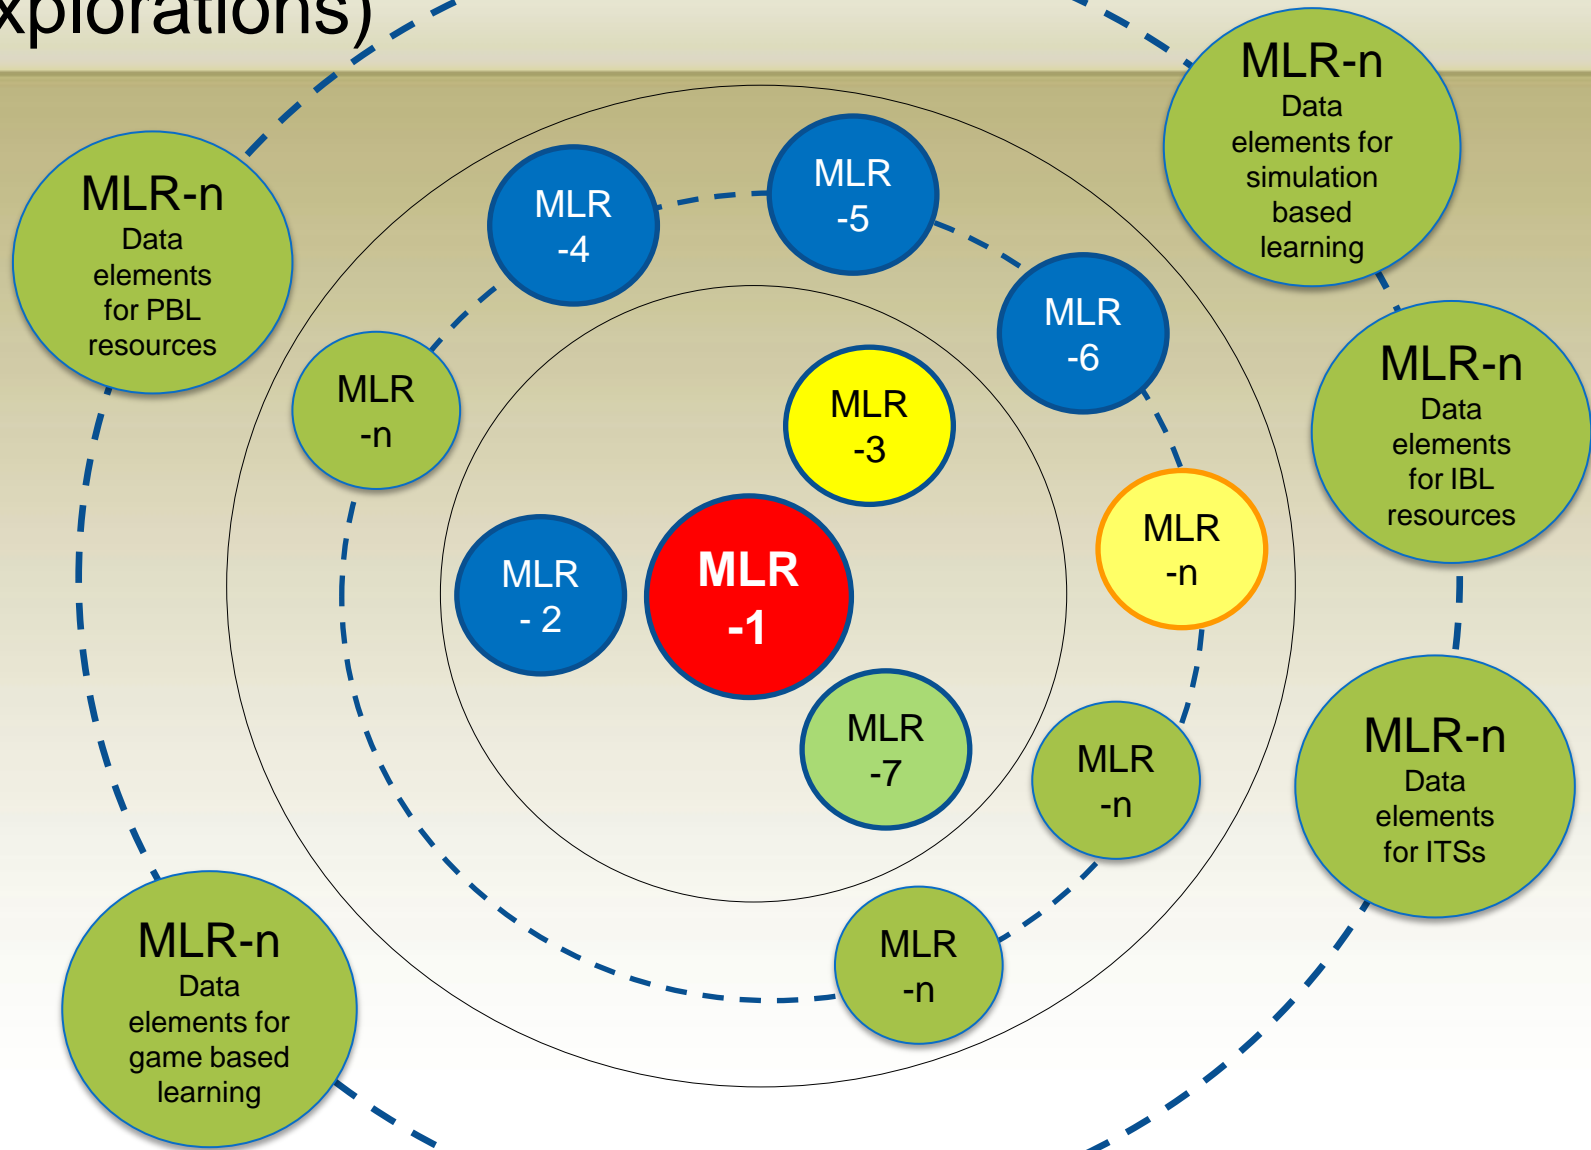 xplorations)
MLR-n
Data
elements for
simulation
based
learning
MLR-n
Data
elements
for PBL
resources
MLR
-4
MLR
-5
MLR
-6
MLR
-n
MLR
-3
MLR-n
Data
elements
for IBL
resources
MLR
-n
MLR
- 2
MLR
-1
MLR
-7
MLR
-n
MLR-n
Data
elements
for ITSs
MLR
-n
MLR-n
Data
elements for
game based
learning